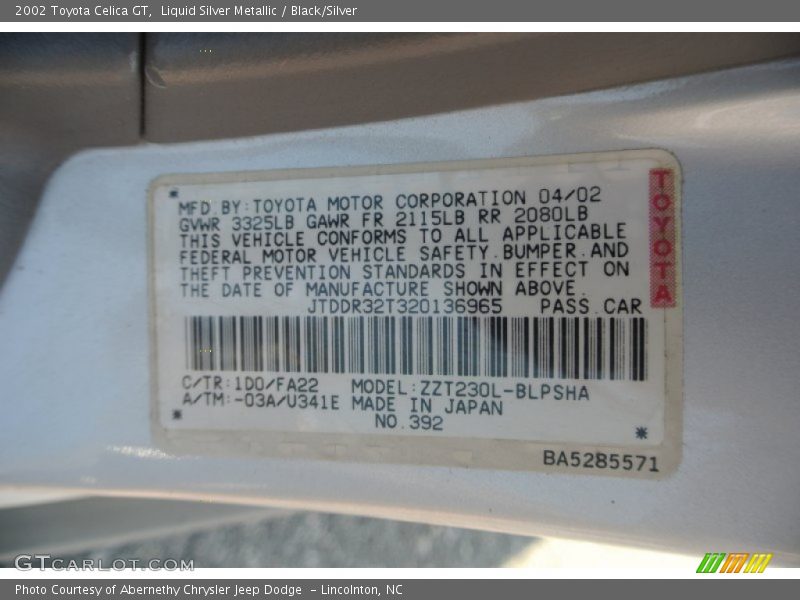 2002 Toyota Celica GT,  Liquid Silver Metallic / Black/Silver
MFD BY:TOYOTA MOTOR CORPORATION 04/02
GVWR 3325LB GAWR FR 2115LB RR 2080LB
THIS VEHICLE CONFORMS TO ALL APPLICABLE
FEDERAL MOTOR VEHICLE SAFETY.BUMPER.AND
THEFT PREVENTION STANDARDS IN EFFECT ON
THE DATE OF MANUFACTURE SHOWN ABOVE.
JTDDR32T320136965 PASS.CAR
TOYOTA
C/TR:1D0/FA22 MODEL:ZZT230L-BLPSHA
A/TM:-03A/U341E MADE IN JAPAN
NO.392
BA5285571
GTCARLOT.COM
Photo Courtesy of Abernethy Chrysler Jeep Dodge  - Lincolnton, NC